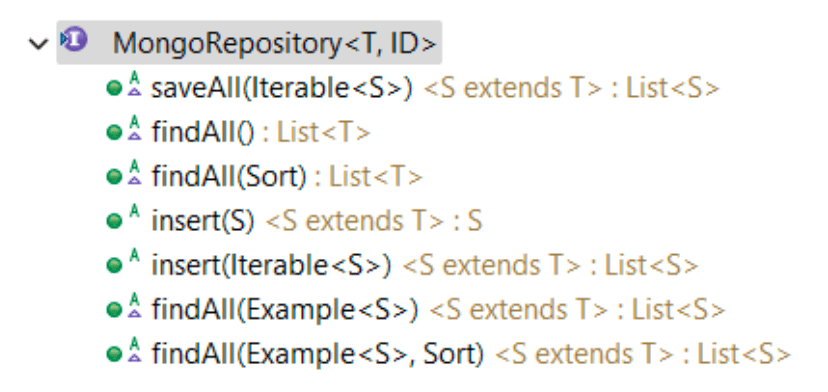 MongoRepository<T, ID>
saveAll(Iterable<S>) <S extends T> : List<S>
findAll() : List<T>
findAll(Sort) : List<T>
insert(S) <S extends T> : S
insert(Iterable<S>) <S extends T> : List<S>
findAll(Example<S>) <S extends T> : List<S>
findAll(Example<S>, Sort) <S extends T> : List<S>